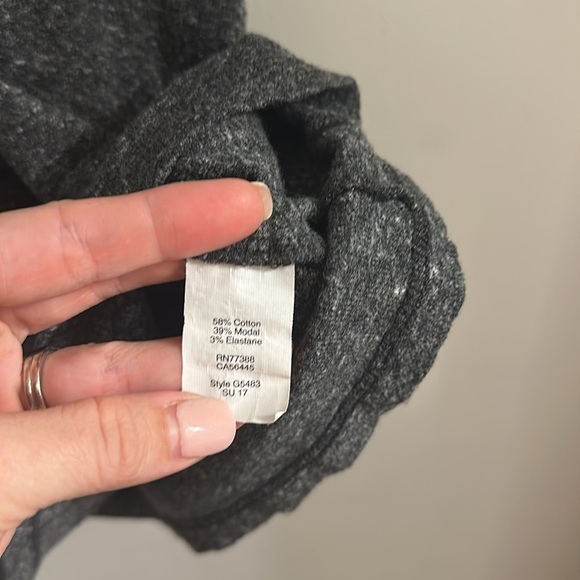 58% Cotton
39% Modal
3% Elastane
RN77388
CA56445
Style G5483
SU 17